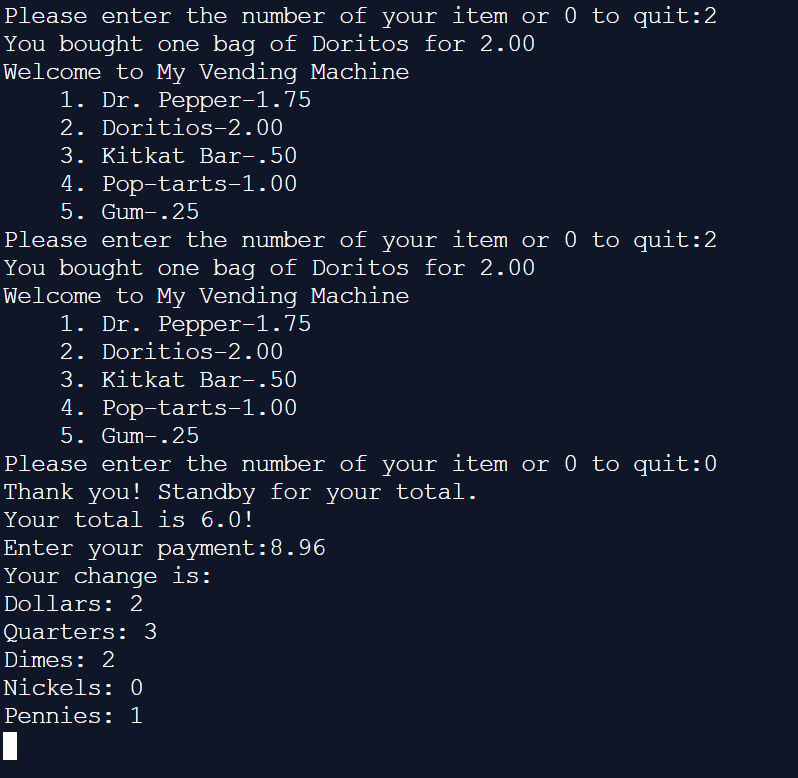 Please enter the number of your item or 0 to quit:2
You bought one bag of Doritos for 2.00
Welcome to My Vending Machine
    1. Dr. Pepper-1.75
    2. Doritios-2.00
    3. Kitkat Bar-.50
    4. Pop-tarts-1.00
    5. Gum-.25
Please enter the number of your item or 0 to quit:2
You bought one bag of Doritos for 2.00
Welcome to My Vending Machine
    1. Dr. Pepper-1.75
    2. Doritios-2.00
    3. Kitkat Bar-.50
    4. Pop-tarts-1.00
    5. Gum-.25
Please enter the number of your item or 0 to quit:0
Thank you! Standby for your total.
Your total is 6.0!
Enter your payment:8.96
Your change is:
Dollars: 2
Quarters: 3
Dimes: 2
Nickels: 0
Pennies: 1